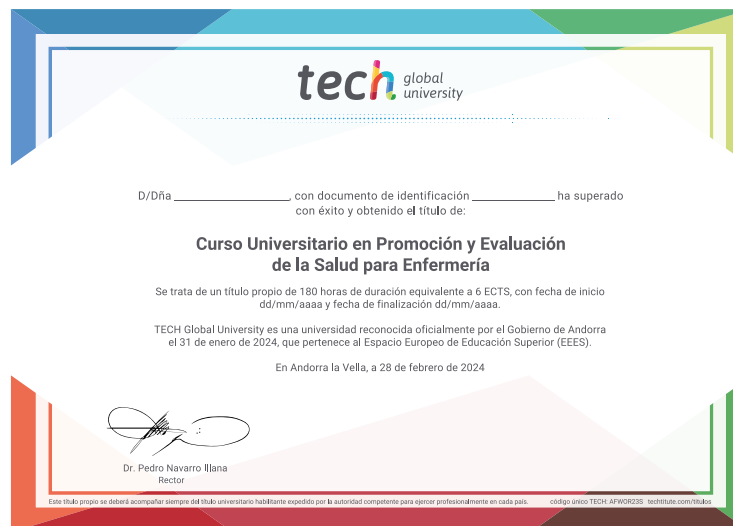 tech global university
D/Dña ________________, con documento de identificación ____________ ha superado
con éxito y obtenido el título de:
Curso Universitario en Promoción y Evaluación
de la Salud para Enfermería
Se trata de un título propio de 180 horas de duración equivalente a 6 ECTS, con fecha de inicio
dd/mm/aaaa y fecha de finalización dd/mm/aaaa.
TECH Global University es una universidad reconocida oficialmente por el Gobierno de Andorra
el 31 de enero de 2024, que pertenece al Espacio Europeo de Educación Superior (EEES).
En Andorra la Vella, a 28 de febrero de 2024
Dr. Pedro Navarro Illana
Rector
Este título propio se deberá acompañar siempre del título universitario habilitante expedido por la autoridad competente para ejercer profesionalmente en cada país. código único TECH: AFWOR23S techtitute.com/titulos